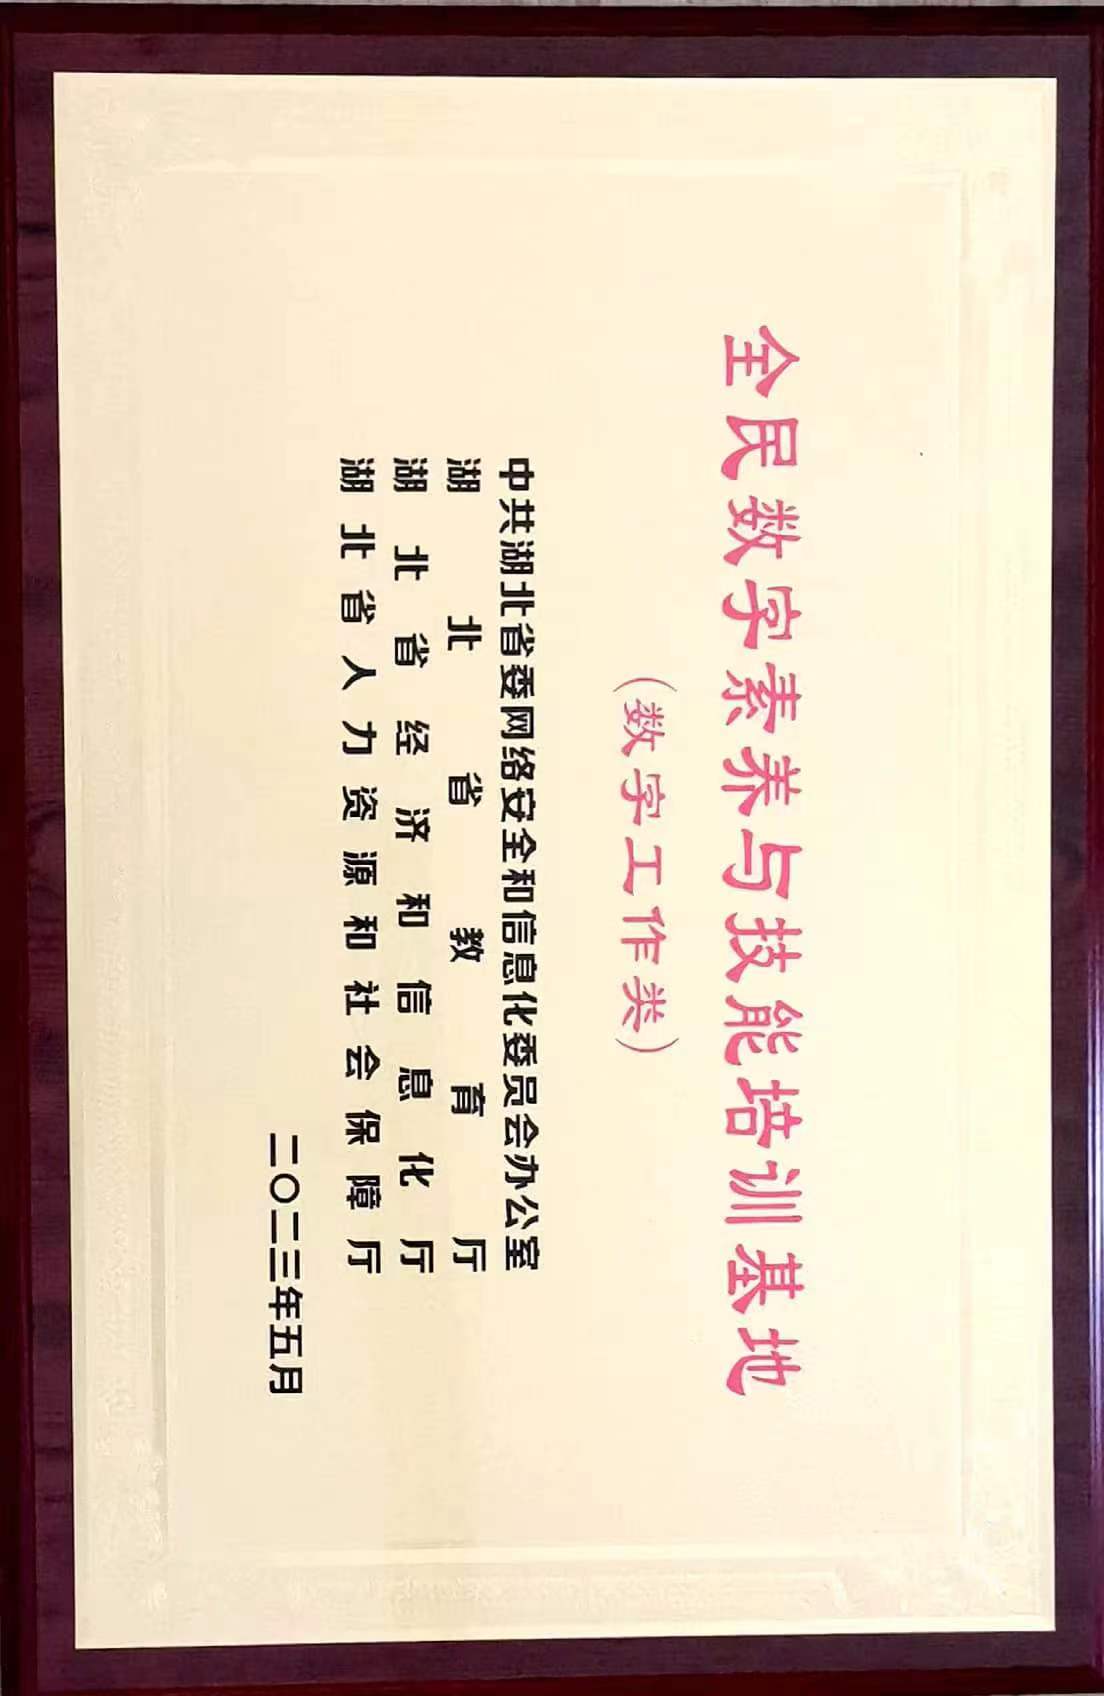 全民数字素养与技能培训基地
（数字工作类）
中共湖北省委网络安全和信息化委员会办公室
湖北省教育厅
湖北省经济和信息化厅
湖北省人力资源和社会保障厅
二〇二三年五月